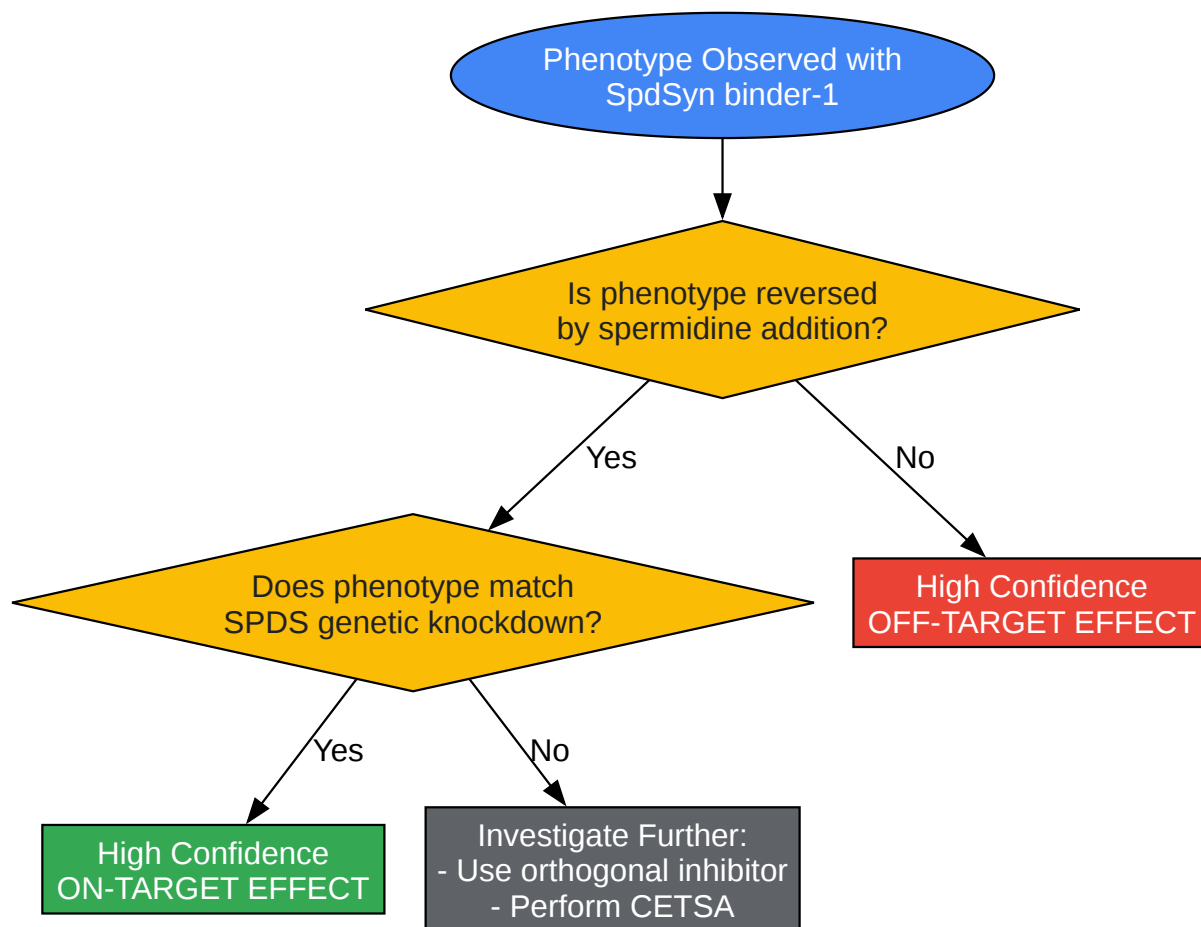 Phenotype Observed with
SpdSyn binder-1
Is phenotype reversed
by spermidine addition?
Yes
No
Does phenotype match
SPDS genetic knockdown?
High Confidence
OFF-TARGET EFFECT
Yes
No
High Confidence
ON-TARGET EFFECT
Investigate Further:
- Use orthogonal inhibitor
- Perform CETSA